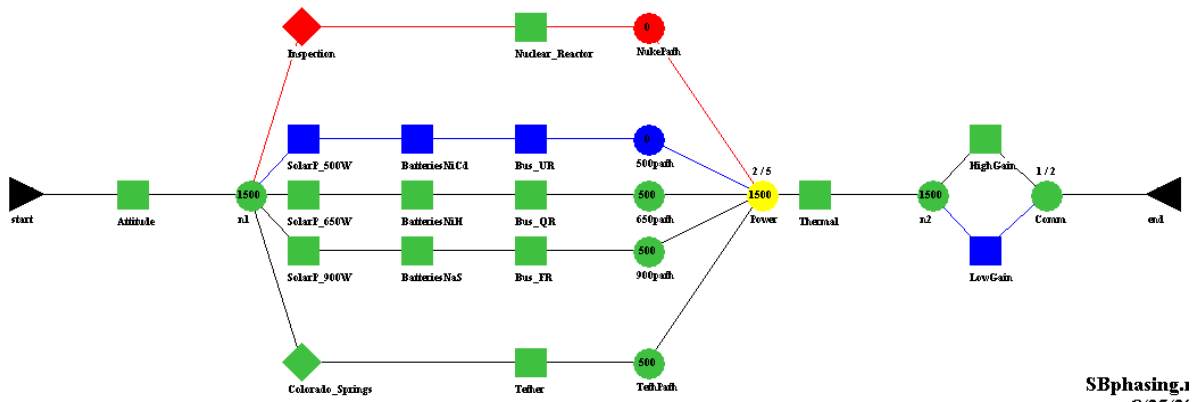 0
Inspection
Nuclear_Reactor
NukePath
0
SolarP_500W
BatteriesNiCd
Bus_UR
500path
2 / 5
HighGain
1 / 2
1500
500
1500
1500
start
Attitude
n1
SolarP_650W
BatteriesNiH
Bus_QR
650path
Power
Thermal
n2
Comm
end
500
SolarP_900W
BatteriesNaS
Bus_FR
900path
LowGain
500
Colorado_Springs
Tether
TethPath
SBphasing.r